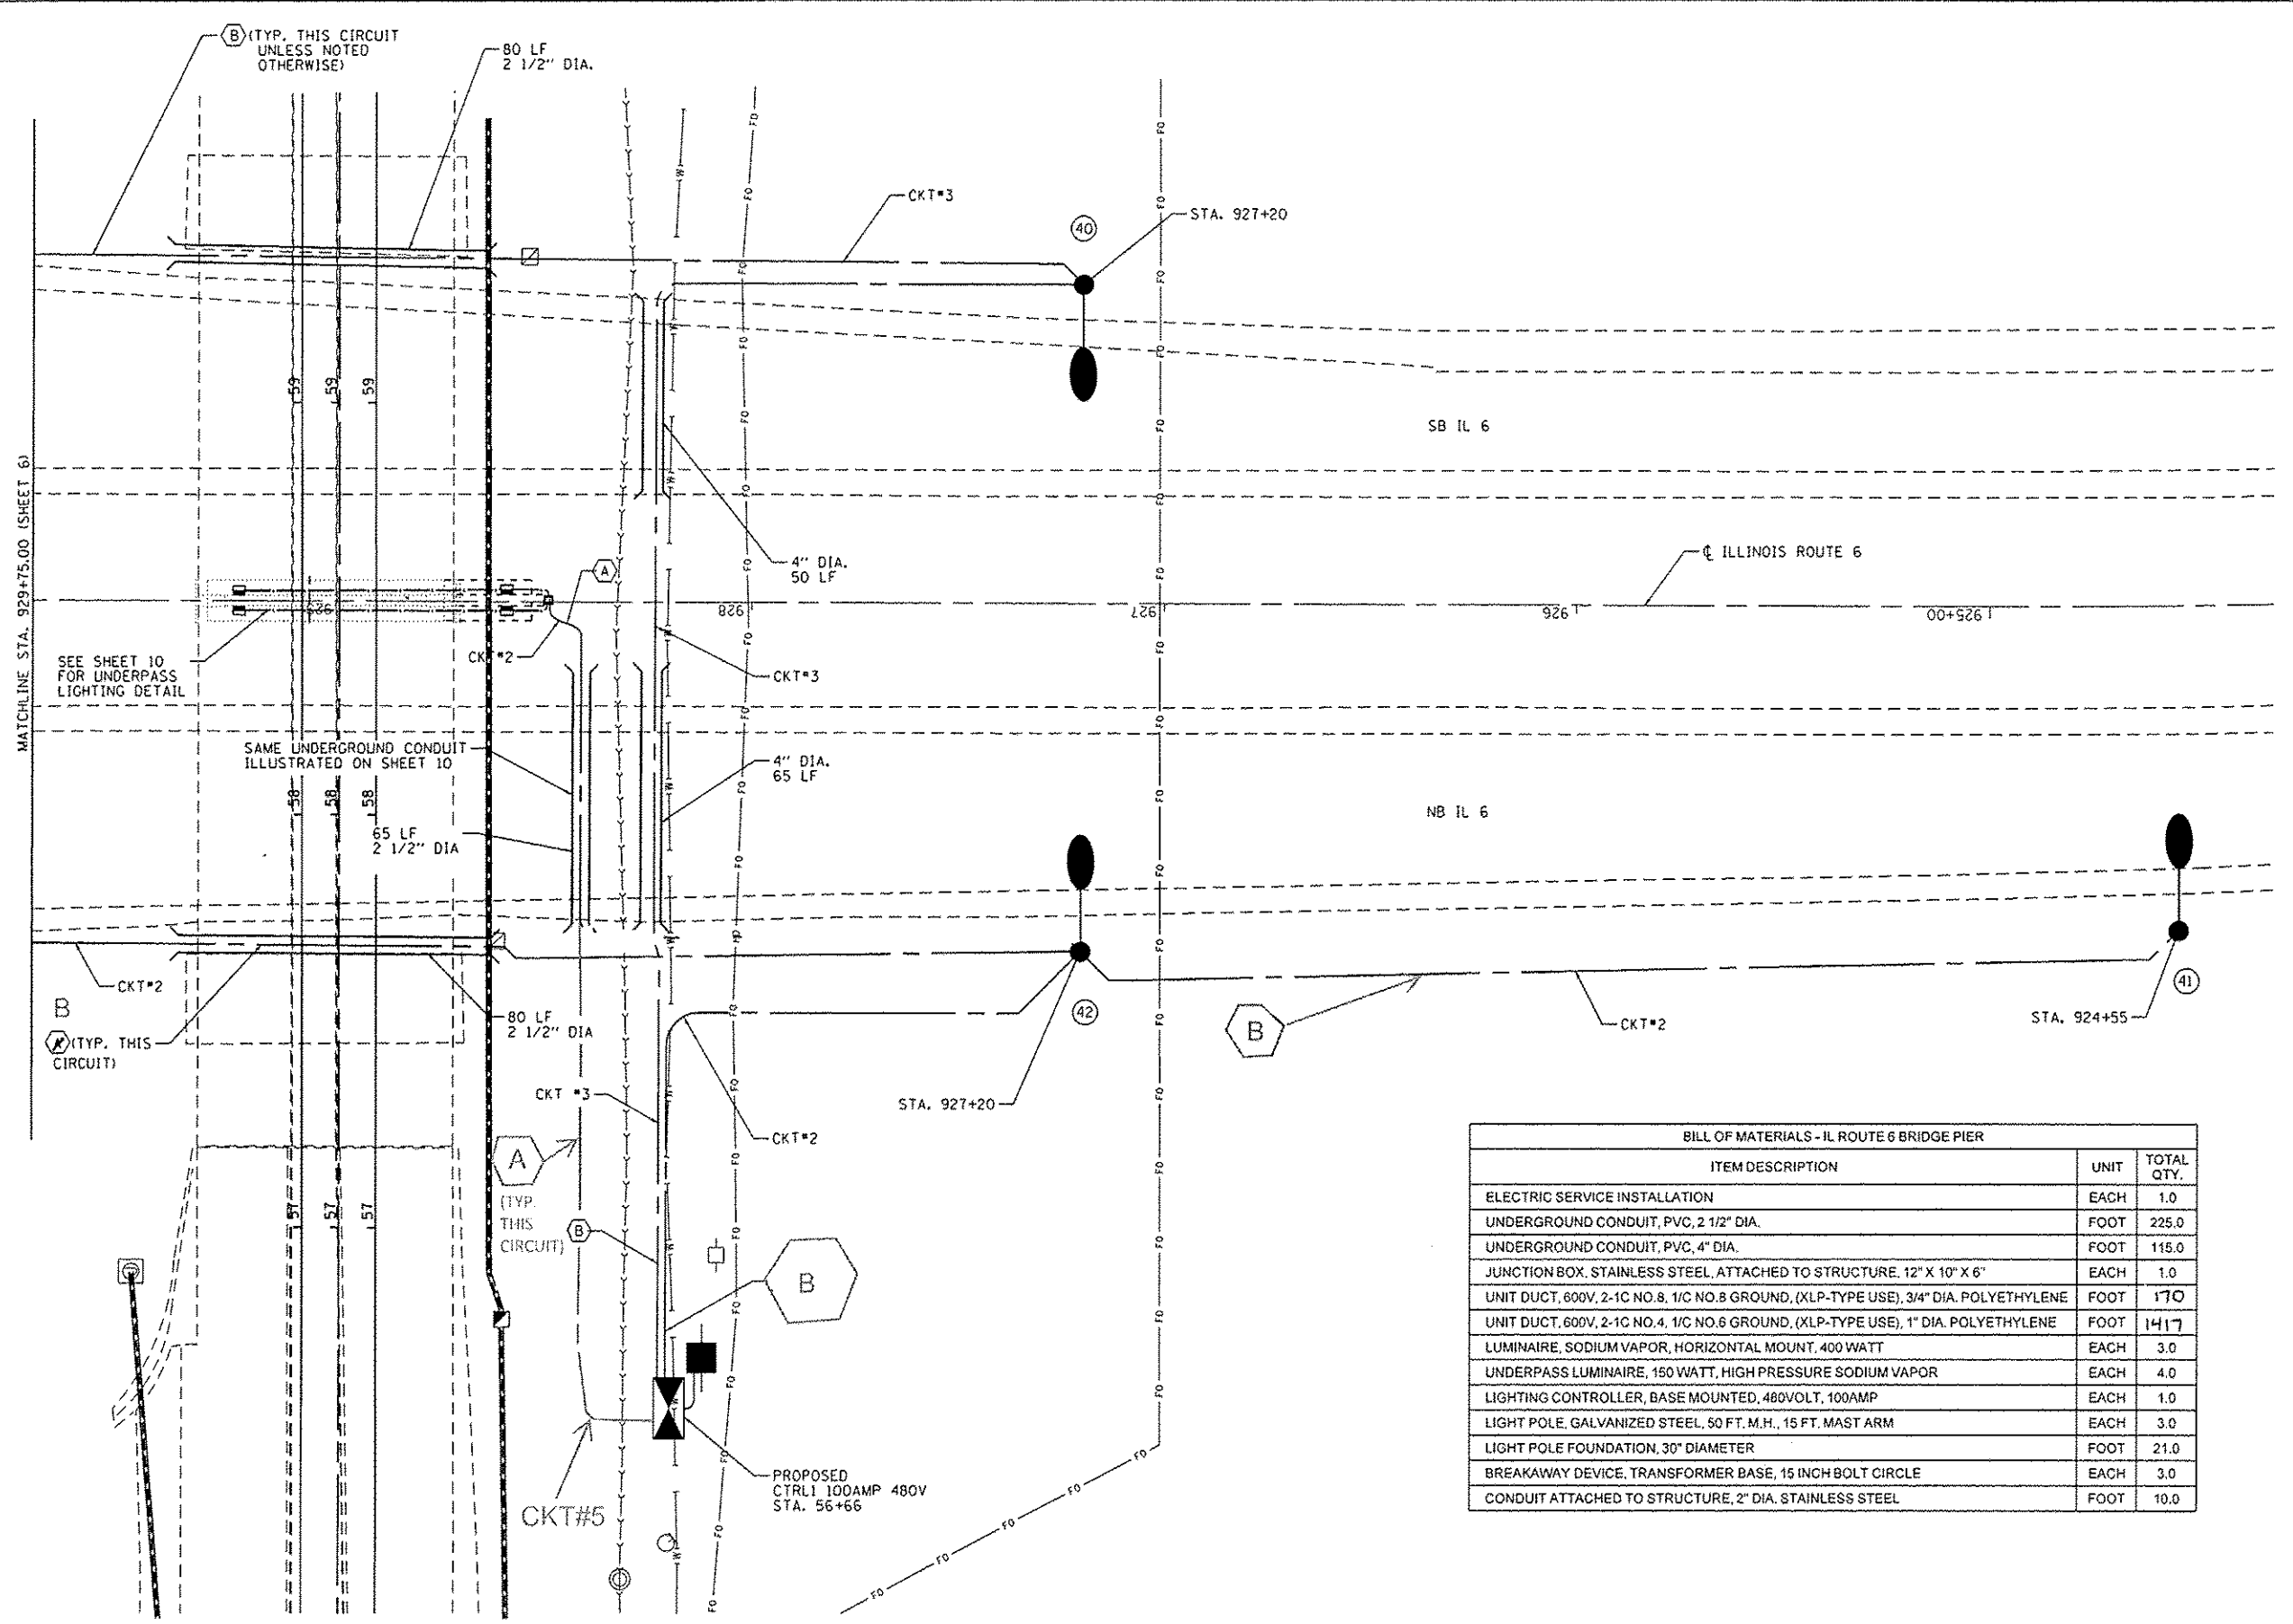 B (TYP. THIS CIRCUIT
UNLESS NOTED
OTHERWISE)
80 LF
2 1/2" DIA.
CKT#3
40
STA. 927+20
MATCHLINE STA. 929+75.00 (SHEET 6)
59
59
59
SB IL 6
4" DIA.
50 LF
A
℄ ILLINOIS ROUTE 6
929
928
927
926
925+00
CKT#2
SEE SHEET 10
FOR UNDERPASS
LIGHTING DETAIL
CKT#3
SAME UNDERGROUND CONDUIT
ILLUSTRATED ON SHEET 10
4" DIA.
65 LF
58
58
58
65 LF
2 1/2" DIA
NB IL 6
CKT#2
B
(TYP. THIS
CIRCUIT)
80 LF
2 1/2" DIA
42
41
B
CKT#2
STA. 924+55
CKT #3
STA. 927+20
CKT#2
A
(TYP.
THIS
CIRCUIT)
B
B
57
57
57
CKT#5
PROPOSED
CTRL1 100AMP 480V
STA. 56+66
FO
W
BILL OF MATERIALS - IL ROUTE 6 BRIDGE PIER
ITEM DESCRIPTION UNIT TOTAL QTY.
ELECTRIC SERVICE INSTALLATION EACH 1.0
UNDERGROUND CONDUIT, PVC, 2 1/2" DIA. FOOT 225.0
UNDERGROUND CONDUIT, PVC, 4" DIA. FOOT 115.0
JUNCTION BOX, STAINLESS STEEL, ATTACHED TO STRUCTURE, 12" X 10" X 6" EACH 1.0
UNIT DUCT, 600V, 2-1C NO.8, 1/C NO.8 GROUND, (XLP-TYPE USE), 3/4" DIA. POLYETHYLENE FOOT 170
UNIT DUCT, 600V, 2-1C NO.4, 1/C NO.6 GROUND, (XLP-TYPE USE), 1" DIA. POLYETHYLENE FOOT 1417
LUMINAIRE, SODIUM VAPOR, HORIZONTAL MOUNT, 400 WATT EACH 3.0
UNDERPASS LUMINAIRE, 150 WATT, HIGH PRESSURE SODIUM VAPOR EACH 4.0
LIGHTING CONTROLLER, BASE MOUNTED, 480VOLT, 100AMP EACH 1.0
LIGHT POLE, GALVANIZED STEEL, 50 FT. M.H., 15 FT. MAST ARM EACH 3.0
LIGHT POLE FOUNDATION, 30" DIAMETER FOOT 21.0
BREAKAWAY DEVICE, TRANSFORMER BASE, 15 INCH BOLT CIRCLE EACH 3.0
CONDUIT ATTACHED TO STRUCTURE, 2" DIA. STAINLESS STEEL FOOT 10.0